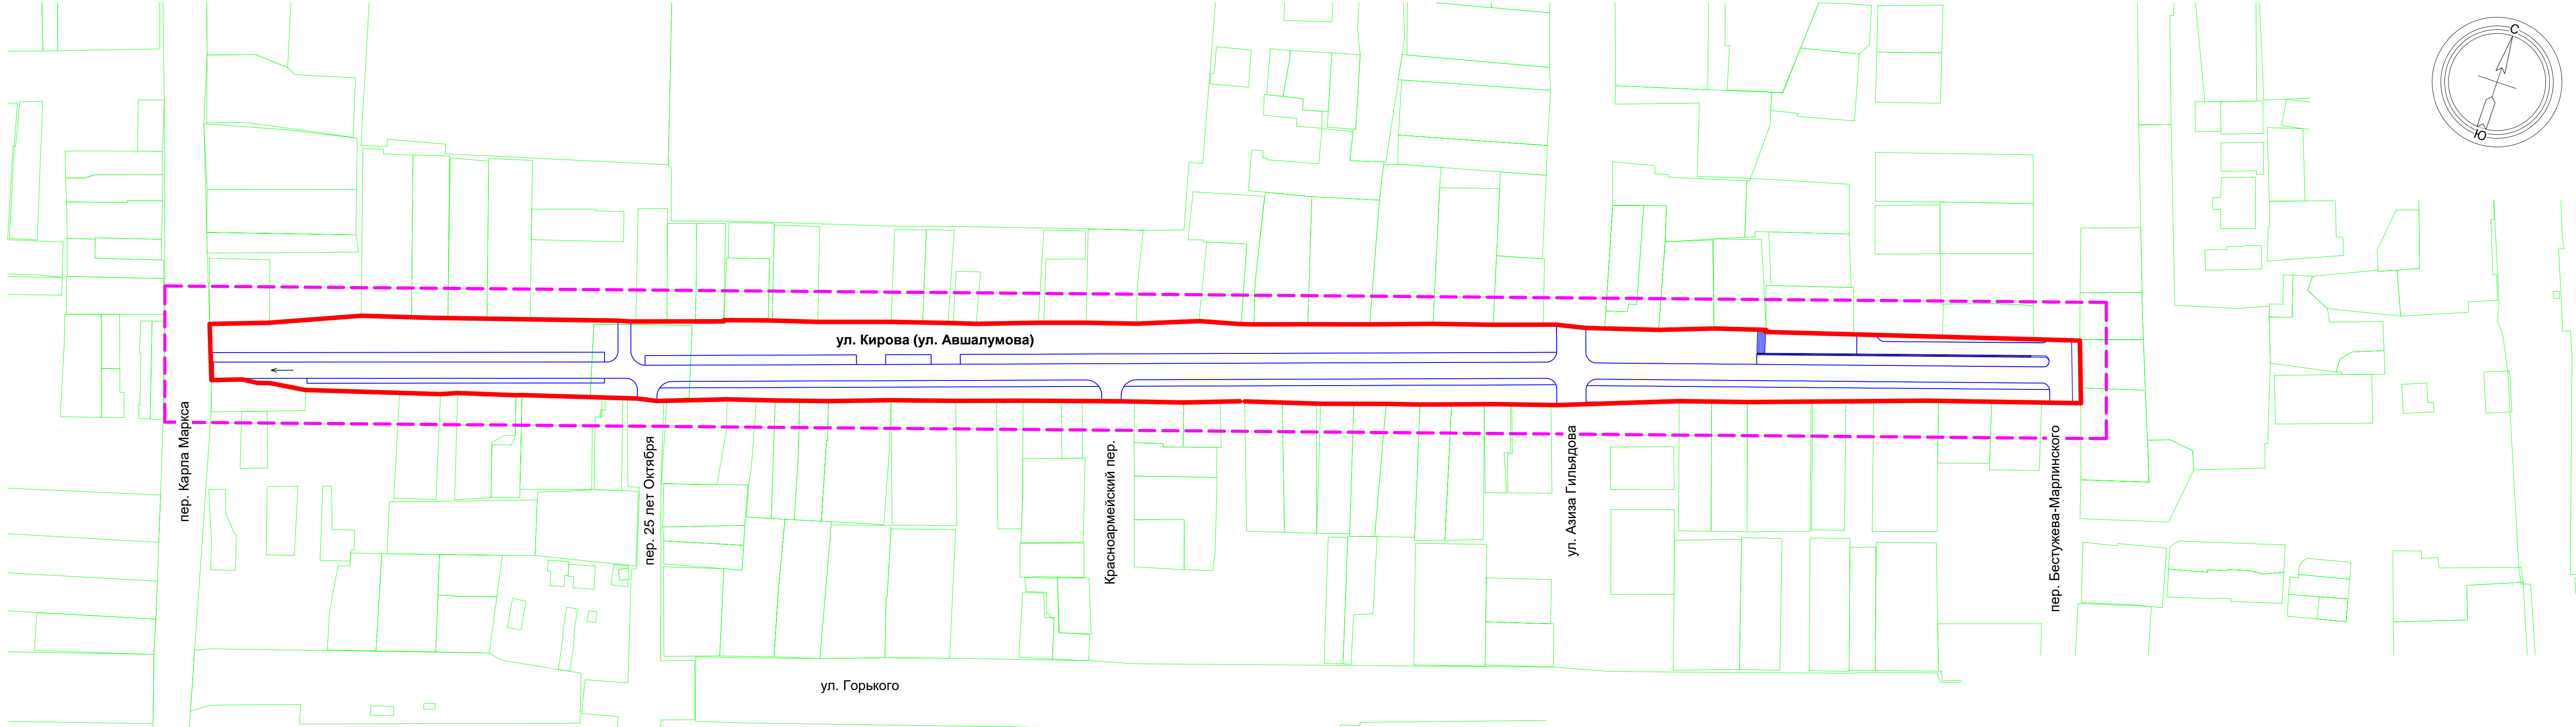 С
Ю
ул. Кирова (ул. Авшалумова)
пер. Карла Маркса
пер. 25 лет Октября
Красноармейский пер.
ул. Азиза Гильядова
пер. Бестужева-Марлинского
ул. Горького